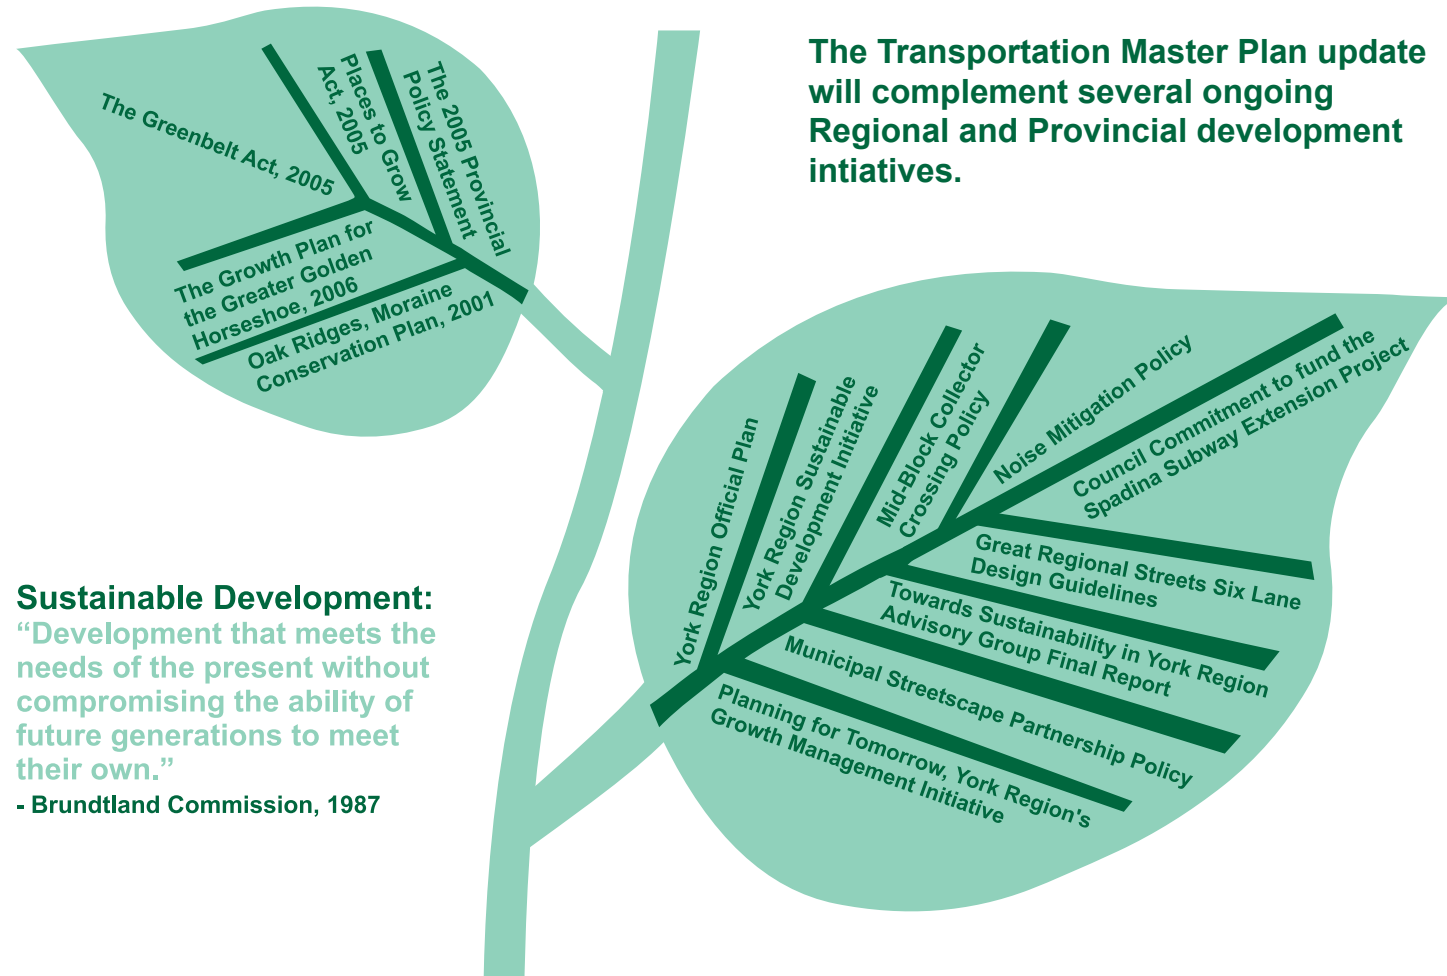 The Transportation Master Plan update
will complement several ongoing
Regional and Provincial development
intiatives.
The Greenbelt Act, 2005
Places to Grow
Act, 2005
The 2005 Provincial
Policy Statement
The Growth Plan for
the Greater Golden
Horseshoe, 2006
Oak Ridges, Moraine
Conservation Plan, 2001
York Region Official Plan
York Region Sustainable
Development Initiative
Mid-Block Collector
Crossing Policy
Noise Mitigation Policy
Council Commitment to fund the
Spadina Subway Extension Project
Great Regional Streets Six Lane
Design Guidelines
Towards Sustainability in York Region
Advisory Group Final Report
Municipal Streetscape Partnership Policy
Planning for Tomorrow, York Region's
Growth Management Initiative
Sustainable Development:
“Development that meets the
needs of the present without
compromising the ability of
future generations to meet
their own.”
- Brundtland Commission, 1987